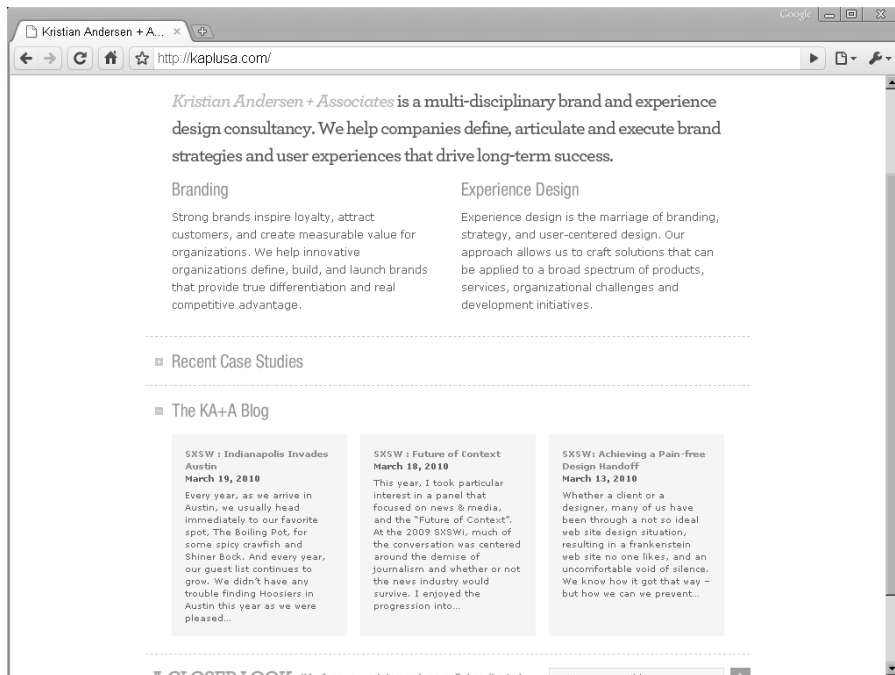 Google
Kristian Andersen + A...
http://kaplusa.com/
Kristian Andersen + Associates is a multi-disciplinary brand and experience
design consultancy. We help companies define, articulate and execute brand
strategies and user experiences that drive long-term success.
Branding
Strong brands inspire loyalty, attract
customers, and create measurable value for
organizations. We help innovative
organizations define, build, and launch brands
that provide true differentiation and real
competitive advantage.
Experience Design
Experience design is the marriage of branding,
strategy, and user-centered design. Our
approach allows us to craft solutions that can
be applied to a broad spectrum of products,
services, organizational challenges and
development initiatives.
Recent Case Studies
The KA+A Blog
SXSW : Indianapolis Invades
Austin
March 19, 2010
Every year, as we arrive in
Austin, we usually head
immediately to our favorite
spot, The Boiling Pot, for
some spicy crawfish and
Shiner Bock. And every year,
our guest list continues to
grow. We didn't have any
trouble finding Hoosiers in
Austin this year as we were
pleased...
SXSW : Future of Context
March 18, 2010
This year, I took particular
interest in a panel that
focused on news & media,
and the “Future of Context”.
At the 2009 SXSWi, much of
the conversation was centered
around the demise of
journalism and whether or not
the news industry would
survive. I enjoyed the
progression into...
SXSW: Achieving a Pain-free
Design Handoff
March 13, 2010
Whether a client or a
designer, many of us have
been through a not so ideal
web site design situation,
resulting in a frankenstein
web site no one likes, and an
uncomfortable void of silence.
We know how it got that way –
but how we can we prevent...
A CLOSER LOOK